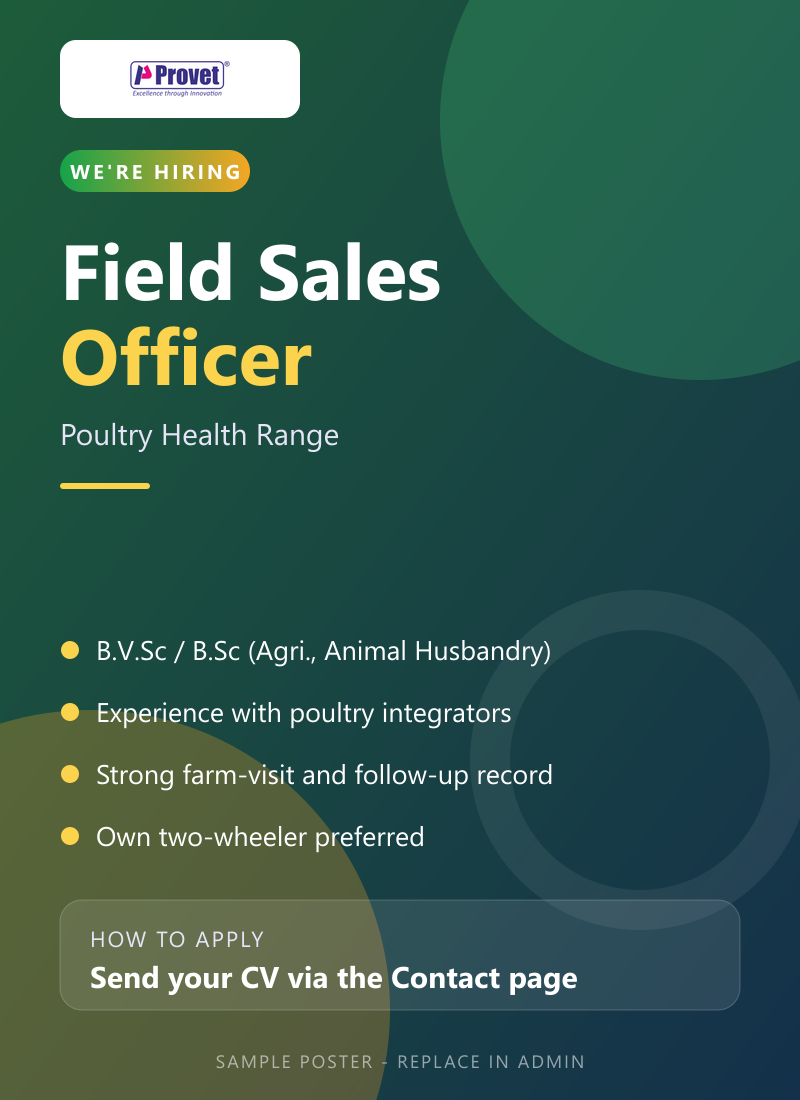 Provet®
Excellence through Innovation
WE'RE HIRING
Field Sales
Officer
Poultry Health Range
B.V.Sc / B.Sc (Agri., Animal Husbandry)
Experience with poultry integrators
Strong farm-visit and follow-up record
Own two-wheeler preferred
HOW TO APPLY
Send your CV via the Contact page
SAMPLE POSTER - REPLACE IN ADMIN